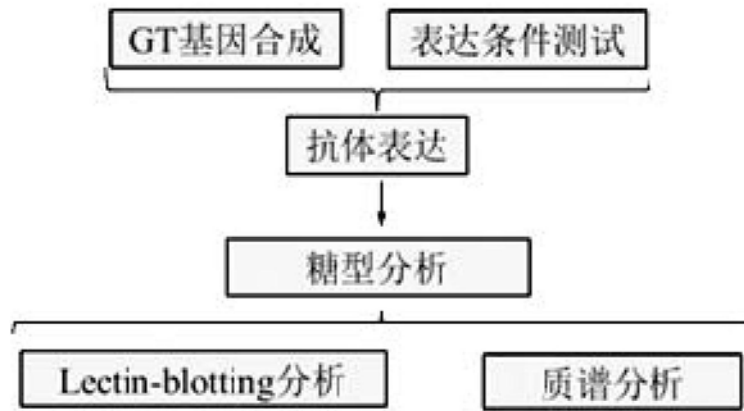 GT基因合成
表达条件测试
抗体表达
糖型分析
Lectin-blotting分析
质谱分析